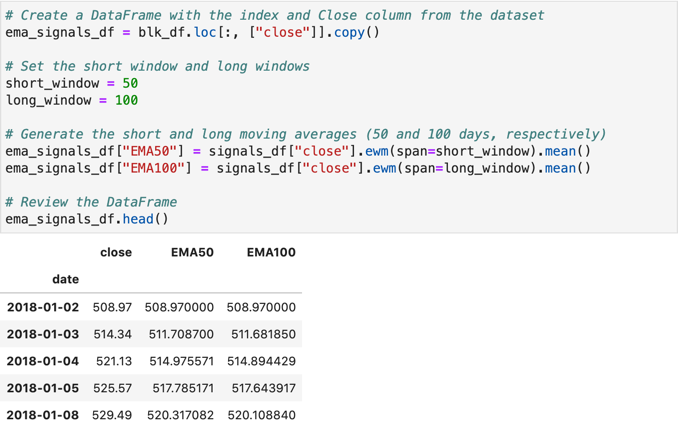 # Create a DataFrame with the index and Close column from the dataset
ema_signals_df = blk_df.loc[:, ["close"]].copy()
# Set the short window and long windows
short_window = 50
long_window = 100
# Generate the short and long moving averages (50 and 100 days, respectively)
ema_signals_df["EMA50"] = signals_df["close"].ewm(span=short_window).mean()
ema_signals_df["EMA100"] = signals_df["close"].ewm(span=long_window).mean()
# Review the DataFrame
ema_signals_df.head()
close EMA50 EMA100
date
2018-01-02 508.97 508.970000 508.970000
2018-01-03 514.34 511.708700 511.681850
2018-01-04 521.13 514.975571 514.894429
2018-01-05 525.57 517.785171 517.643917
2018-01-08 529.49 520.317082 520.108840